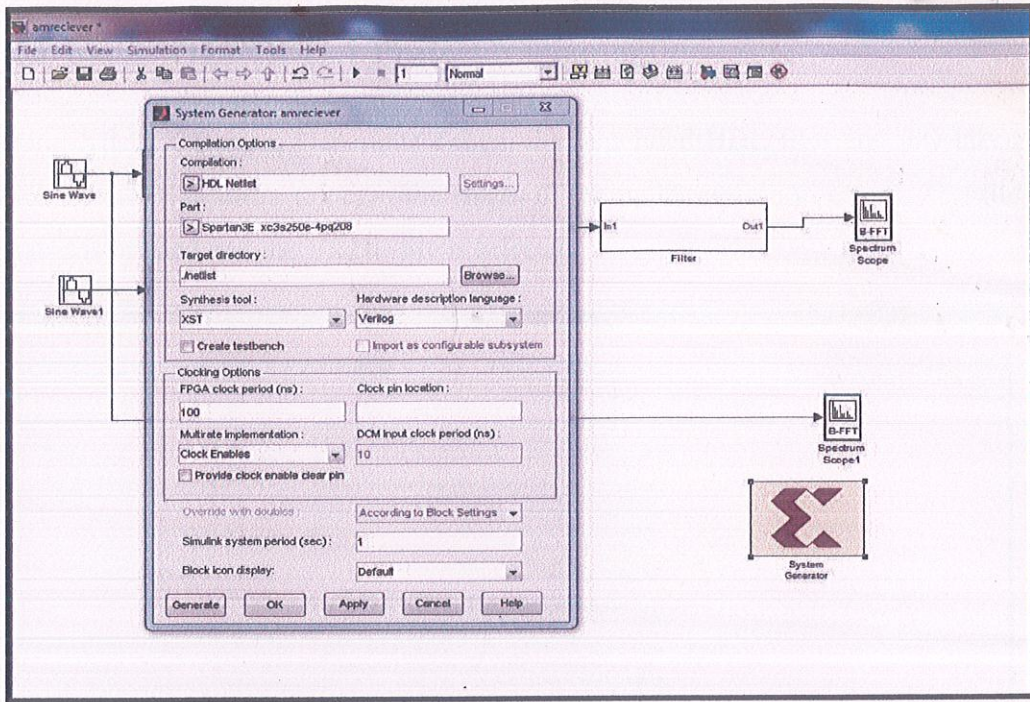 amreciever *
File Edit View Simulation Format Tools Help
1 Normal
System Generator: amreciever
Compilation Options
Compilation :
> HDL Netlist Settings...
Part :
> Spartan3E xc3s250e-4pq208
Target directory :
./netlist Browse...
Synthesis tool : Hardware description language :
XST Verilog
Create testbench Import as configurable subsystem
Clocking Options
FPGA clock period (ns) : Clock pin location :
100
Multirate implementation : DCM input clock period (ns) :
Clock Enables 10
Provide clock enable clear pin
Override with doubles : According to Block Settings
Simulink system period (sec) : 1
Block icon display: Default
Generate OK Apply Cancel Help
Sine Wave
Sine Wave1
In1 Out1
Filter
B-FFT
Spectrum
Scope
B-FFT
Spectrum
Scope1
System
Generator